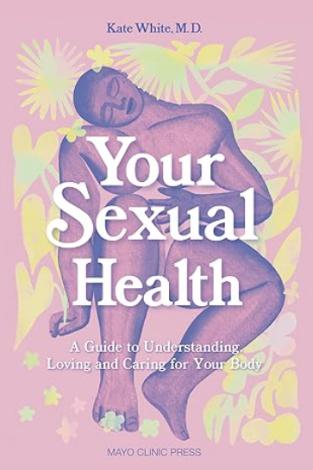 Kate White, M.D.
Your
Sexual
Health
A Guide to Understanding,
Loving and Caring for Your Body
MAYO CLINIC PRESS